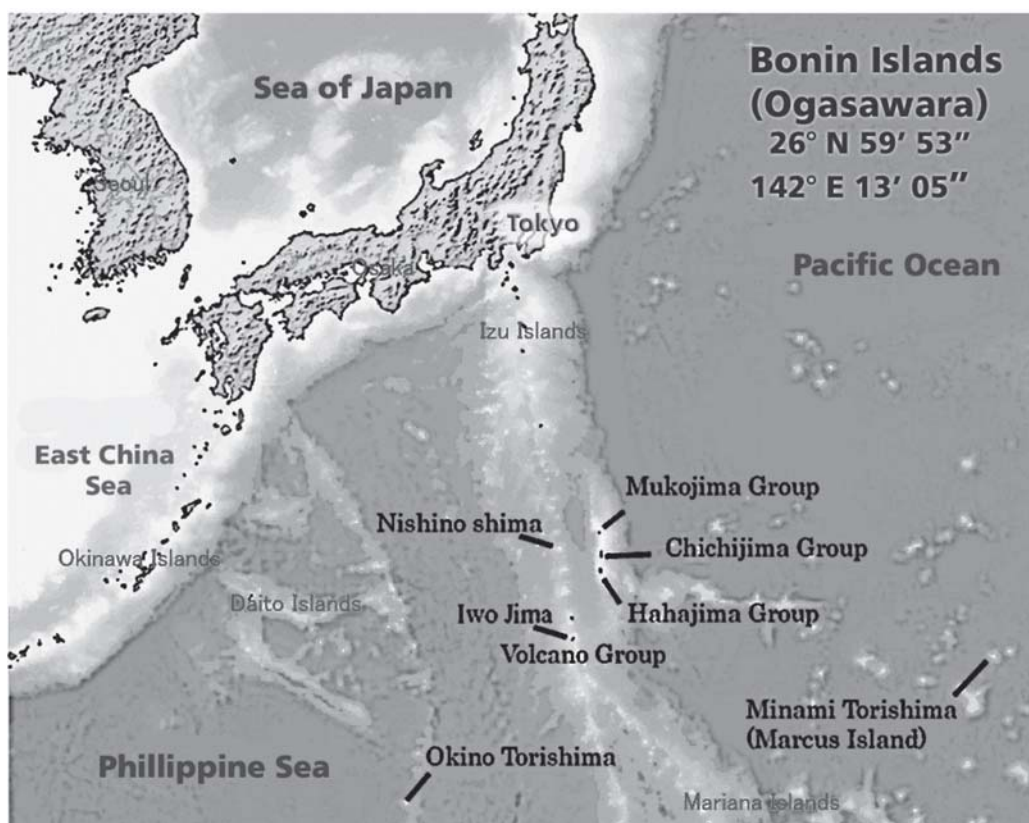 Bonin Islands
(Ogasawara)
26° N 59′ 53″
142° E 13′ 05″
Sea of Japan
Seoul
Tokyo
Osaka
Pacific Ocean
Izu Islands
East China
Sea
Mukojima Group
Nishino shima
Chichijima Group
Okinawa Islands
Daito Islands
Iwo Jima
Hahajima Group
Volcano Group
Minami Torishima
(Marcus Island)
Okino Torishima
Phillippine Sea
Mariana Islands